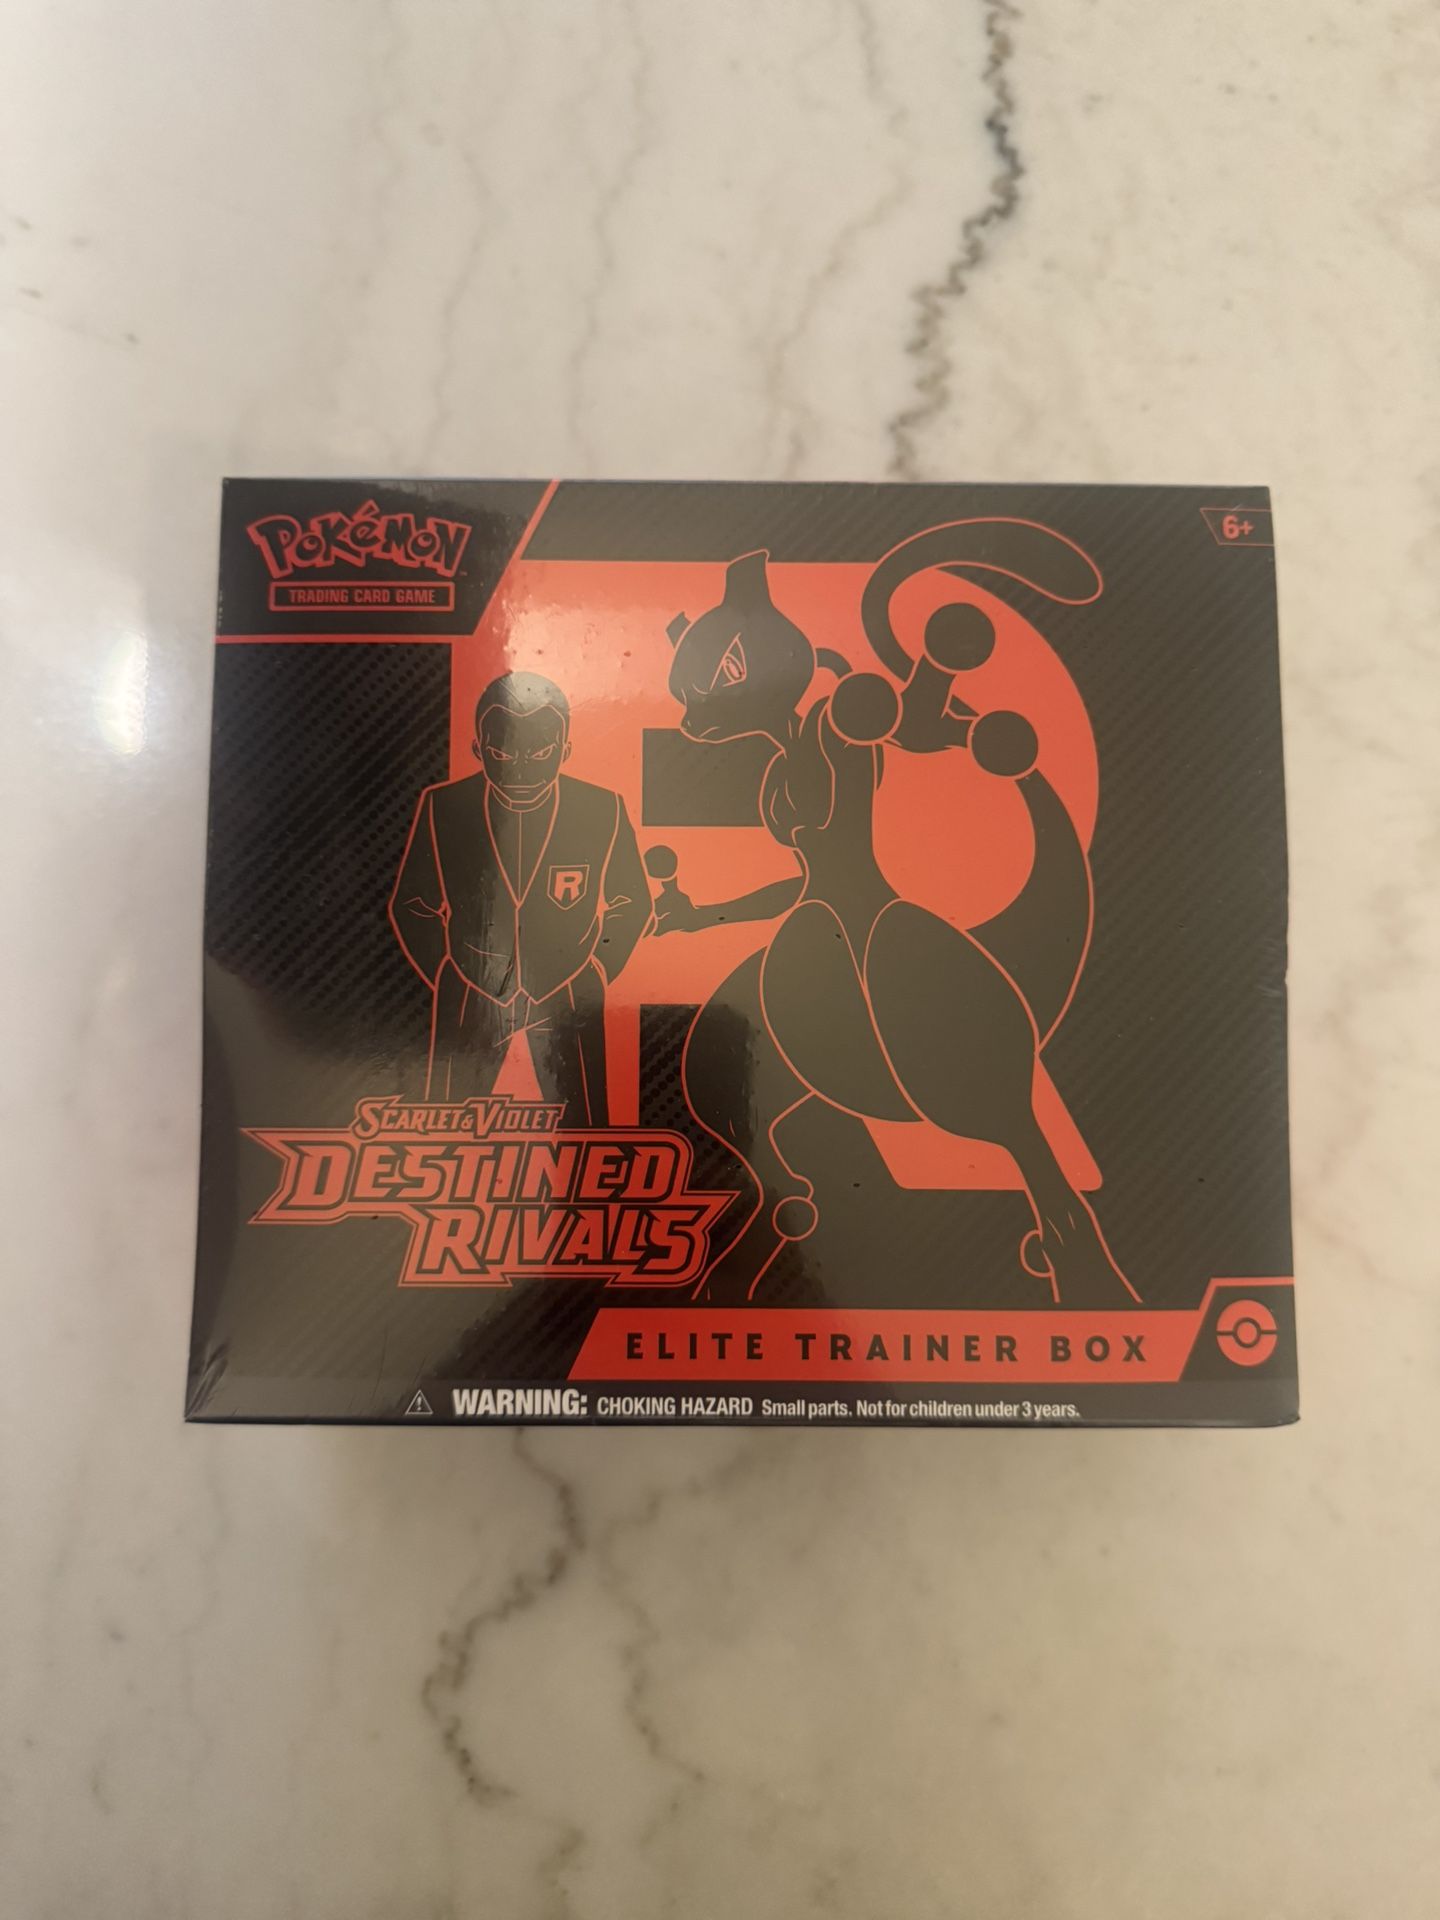 POKéMON
TRADING CARD GAME
6+
R
SCARLET & VIOLET
DESTINED
RIVALS
ELITE TRAINER BOX
WARNING: CHOKING HAZARD Small parts. Not for children under 3 years.